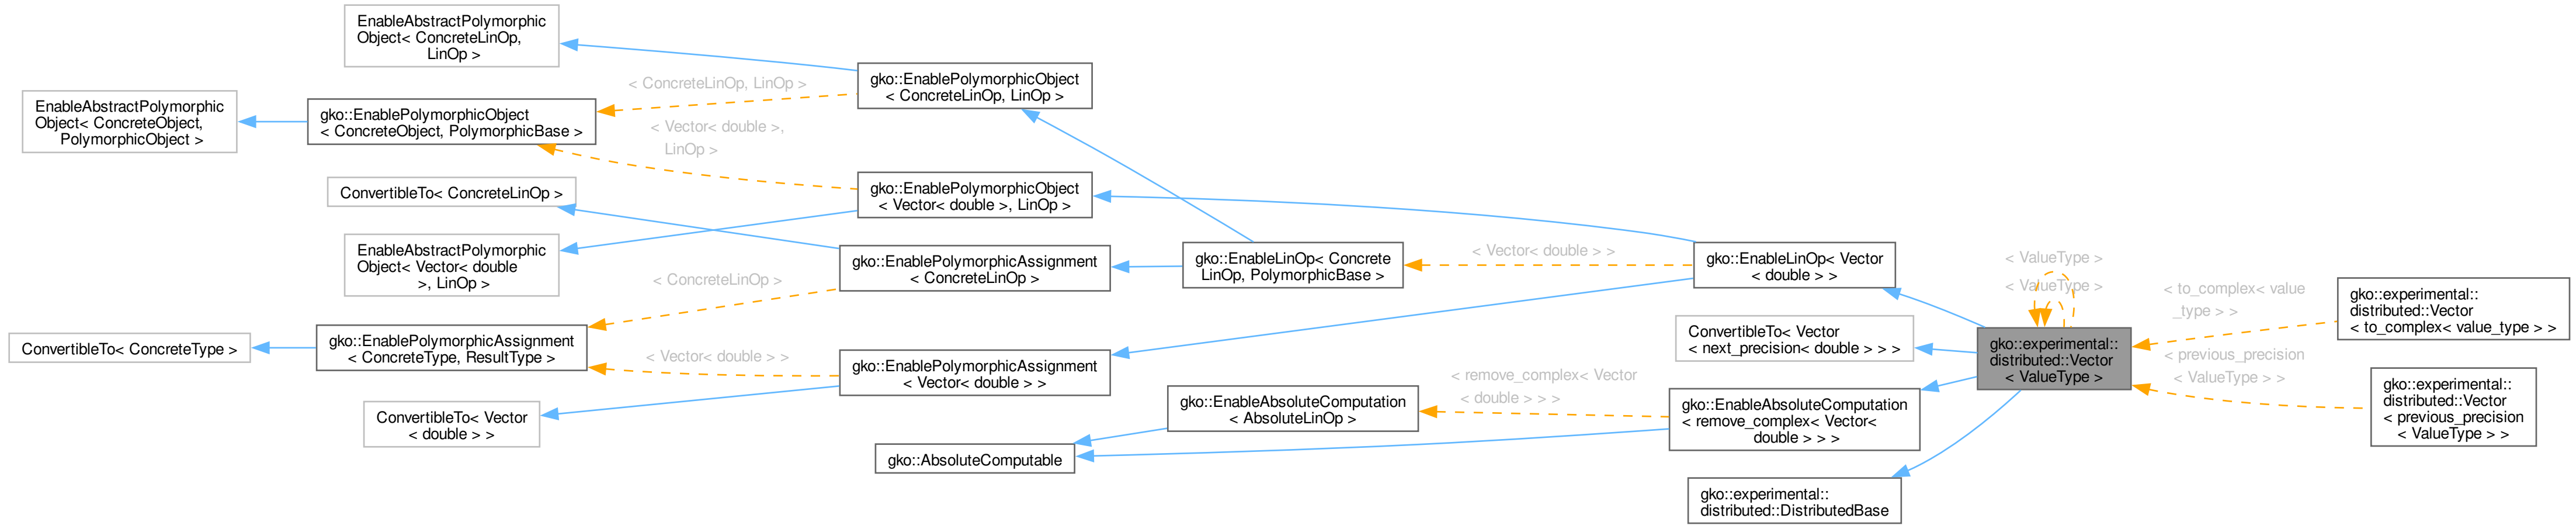 EnableAbstractPolymorphic
Object< ConcreteLinOp,
LinOp >
EnableAbstractPolymorphic
Object< ConcreteObject,
PolymorphicObject >
gko::EnablePolymorphicObject
< ConcreteObject, PolymorphicBase >
< ConcreteLinOp, LinOp >
gko::EnablePolymorphicObject
< ConcreteLinOp, LinOp >
< Vector< double >,
LinOp >
ConvertibleTo< ConcreteLinOp >
gko::EnablePolymorphicObject
< Vector< double >, LinOp >
EnableAbstractPolymorphic
Object< Vector< double
>, LinOp >
gko::EnablePolymorphicAssignment
< ConcreteLinOp >
gko::EnableLinOp< Concrete
LinOp, PolymorphicBase >
< Vector< double > >
gko::EnableLinOp< Vector
< double > >
< ConcreteLinOp >
ConvertibleTo< ConcreteType >
gko::EnablePolymorphicAssignment
< ConcreteType, ResultType >
< Vector< double > >
gko::EnablePolymorphicAssignment
< Vector< double > >
ConvertibleTo< Vector
< double > >
ConvertibleTo< Vector
< next_precision< double > > >
gko::AbsoluteComputable
gko::EnableAbsoluteComputation
< AbsoluteLinOp >
< remove_complex< Vector
< double > > >
gko::EnableAbsoluteComputation
< remove_complex< Vector<
double > > >
gko::experimental::
distributed::DistributedBase
< ValueType >
< ValueType >
gko::experimental::
distributed::Vector
< ValueType >
< to_complex< value
_type > >
gko::experimental::
distributed::Vector
< to_complex< value_type > >
< previous_precision
< ValueType > >
gko::experimental::
distributed::Vector
< previous_precision
< ValueType > >